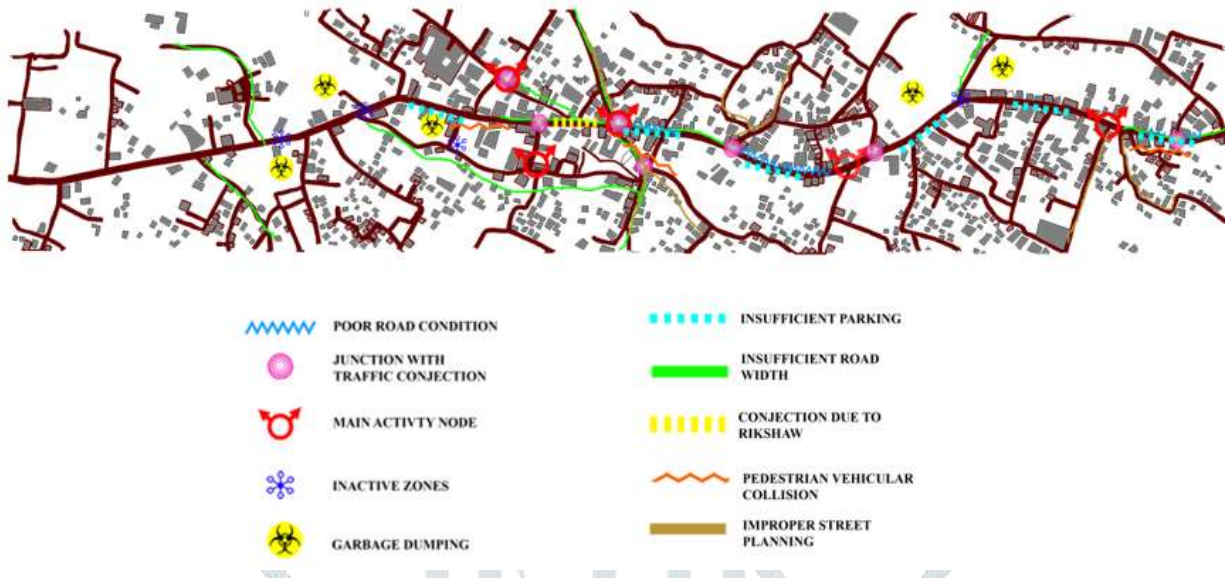 POOR ROAD CONDITION
JUNCTION WITH
TRAFFIC CONJECTION
MAIN ACTIVTY NODE
INACTIVE ZONES
GARBAGE DUMPING
INSUFFICIENT PARKING
INSUFFICIENT ROAD
WIDTH
CONJECTION DUE TO
RIKSHAW
PEDESTRIAN VEHICULAR
COLLISION
IMPROPER STREET
PLANNING